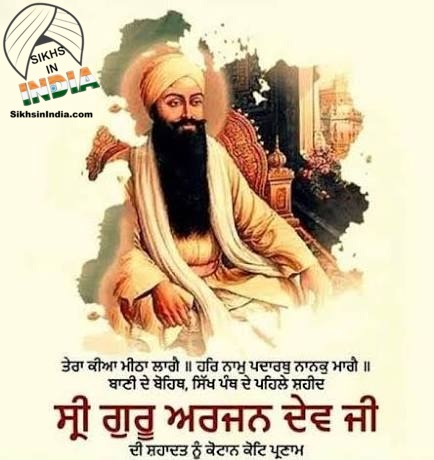 SIKHS
IN
INDIA
SikhsinIndia.com
ਤੇਰਾ ਕੀਆ ਮੀਠਾ ਲਾਗੈ ॥ ਹਰਿ ਨਾਮੁ ਪਦਾਰਥੁ ਨਾਨਕੁ ਮਾਗੈ ॥
ਬਾਣੀ ਦੇ ਬੋਹਿਥ, ਸਿੱਖ ਪੰਥ ਦੇ ਪਹਿਲੇ ਸ਼ਹੀਦ
ਸ੍ਰੀ ਗੁਰੂ ਅਰਜਨ ਦੇਵ ਜੀ
ਦੀ ਸ਼ਹਾਦਤ ਨੂੰ ਕੋਟਾਨ ਕੋਟਿ ਪ੍ਰਣਾਮ